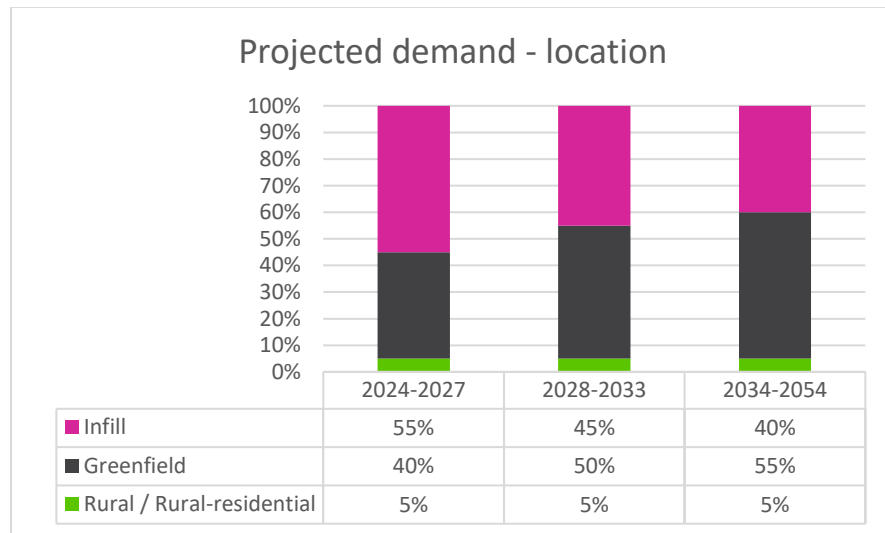 Projected demand - location
100%
90%
80%
70%
60%
50%
40%
30%
20%
10%
0%
2024-2027 2028-2033 2034-2054
Infill 55% 45% 40%
Greenfield 40% 50% 55%
Rural / Rural-residential 5% 5% 5%